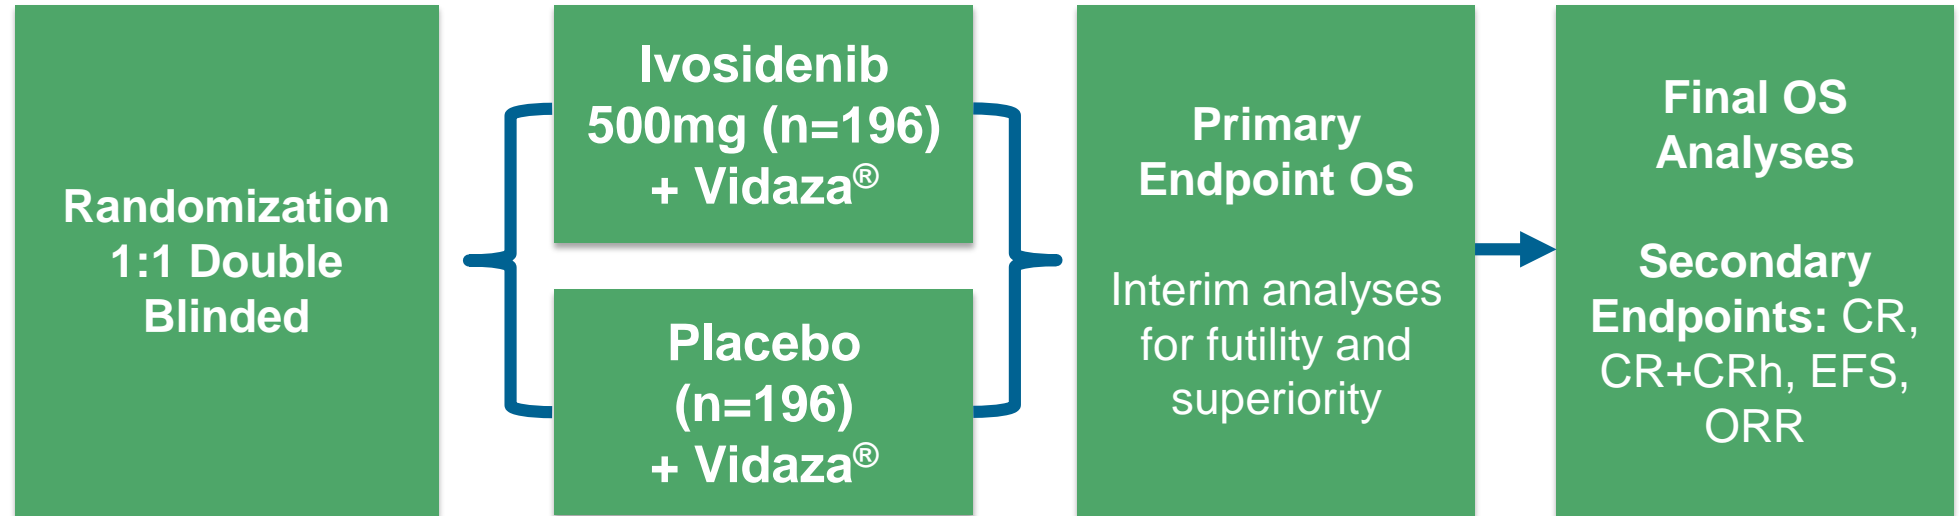 Randomization
1:1 Double
Blinded
Ivosidenib
500mg (n=196)
+ Vidaza®
Placebo
(n=196)
+ Vidaza®
Primary
Endpoint OS
Interim analyses
for futility and
superiority
Final OS
Analyses
Secondary
Endpoints: CR,
CR+CRh, EFS,
ORR